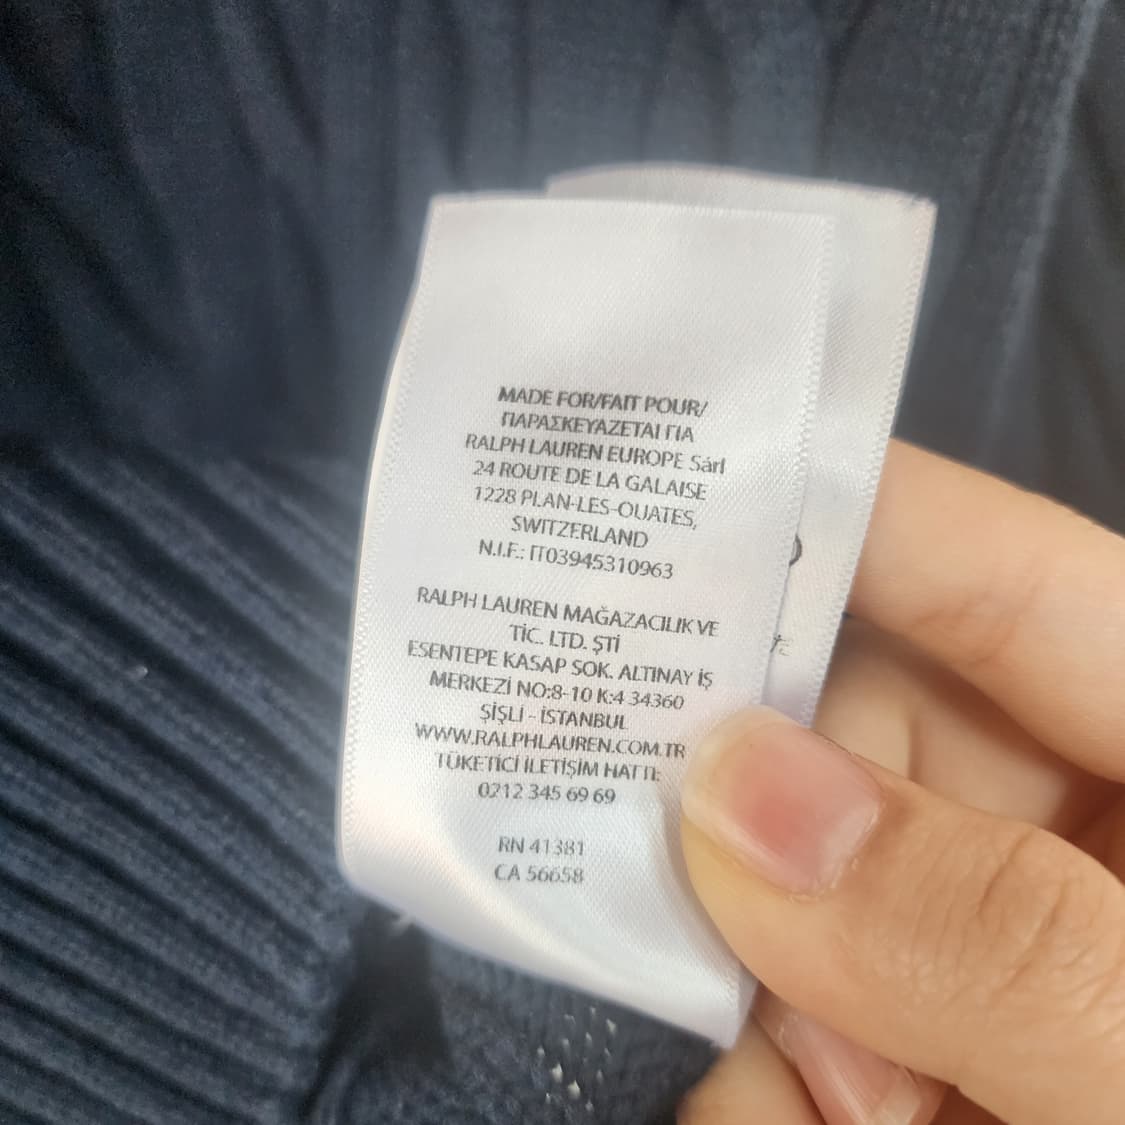 MADE FOR/FAIT POUR/
ΠΑΡΑΣΚΕΥΑΖΕΤΑΙ ΓΙΑ
RALPH LAUREN EUROPE Sárl
24 ROUTE DE LA GALAISE
1228 PLAN-LES-OUATES,
SWITZERLAND
N.I.F.: IT03945310963
RALPH LAUREN MAĞAZACILIK VE
TİC. LTD. ŞTİ
ESENTEPE KASAP SOK. ALTINAY İŞ
MERKEZİ NO:8-10 K:4 34360
ŞİŞLİ - İSTANBUL
WWW.RALPHLAUREN.COM.TR
TÜKETİCİ İLETİŞİM HATTI:
0212 345 69 69
RN 41381
CA 56658